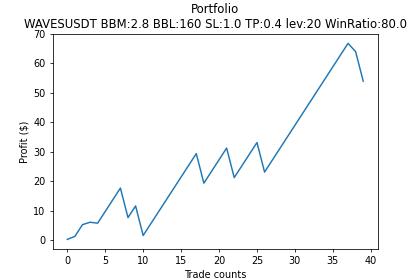 Portfolio
WAVESUSDT BBM:2.8 BBL:160 SL:1.0 TP:0.4 lev:20 WinRatio:80.0
70
60
50
40
30
20
10
0
Profit ($)
0 5 10 15 20 25 30 35 40
Trade counts